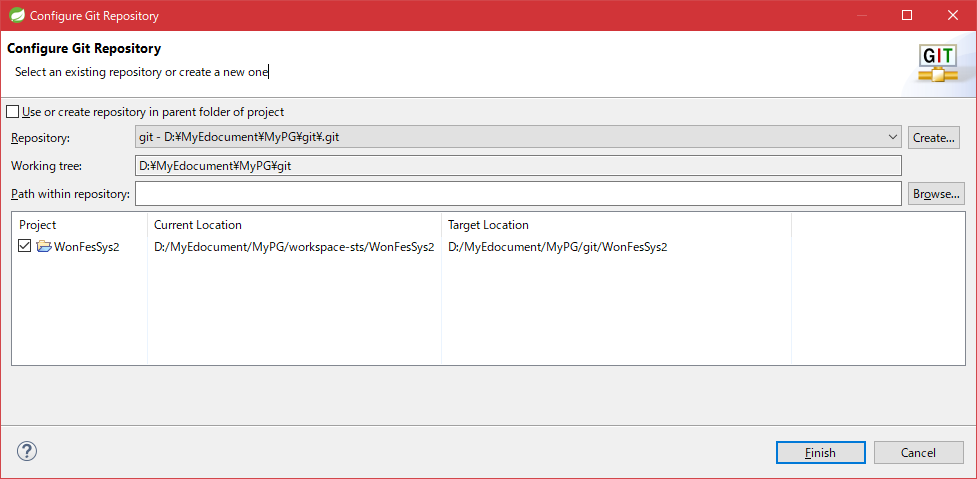 Configure Git Repository
Configure Git Repository
Select an existing repository or create a new one
GIT
Use or create repository in parent folder of project
Repository: git - D:¥MyEdocument¥MyPG¥git¥.git Create...
Working tree: D:¥MyEdocument¥MyPG¥git
Path within repository: Browse...
Project Current Location Target Location
WonFesSys2 D:/MyEdocument/MyPG/workspace-sts/WonFesSys2 D:/MyEdocument/MyPG/git/WonFesSys2
? Finish Cancel